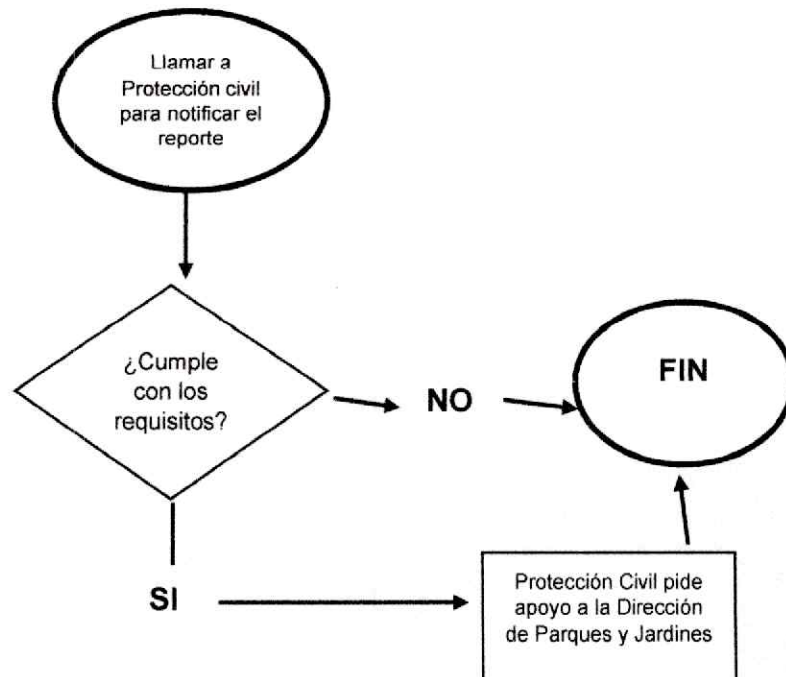 Llamar a
Protección civil
para notificar el
reporte
¿Cumple
con los
requisitos?
NO
FIN
SI
Protección Civil pide
apoyo a la Dirección
de Parques y Jardines